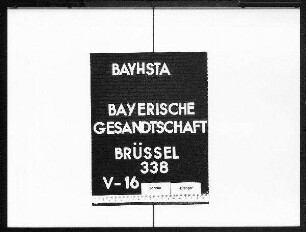 BAYHSTA
BAYERISCHE
GESANDTSCHAFT
BRÜSSEL
338
V-16